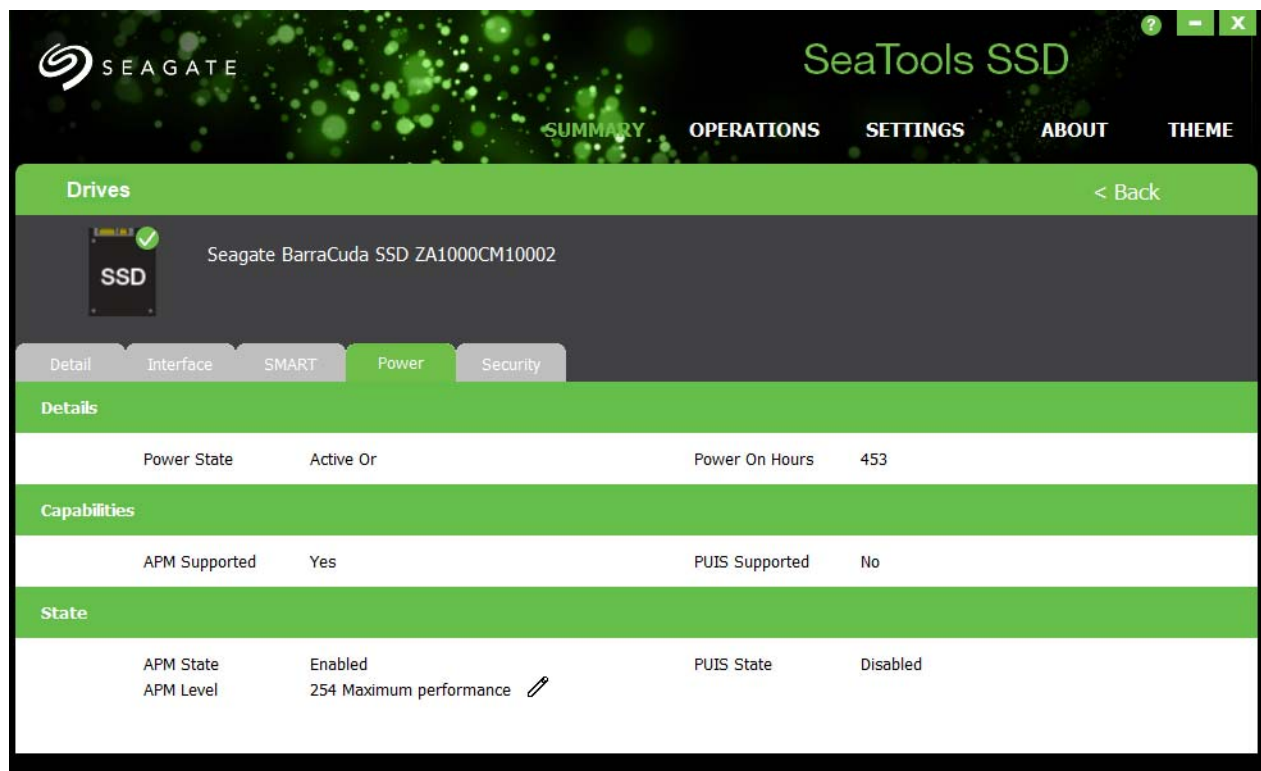 SEAGATE
SeaTools SSD
? - X
SUMMARY OPERATIONS SETTINGS ABOUT THEME
Drives < Back
SSD
Seagate BarraCuda SSD ZA1000CM10002
Detail Interface SMART Power Security
Details
Power State Active Or Power On Hours 453
Capabilities
APM Supported Yes PUIS Supported No
State
APM State Enabled PUIS State Disabled
APM Level 254 Maximum performance